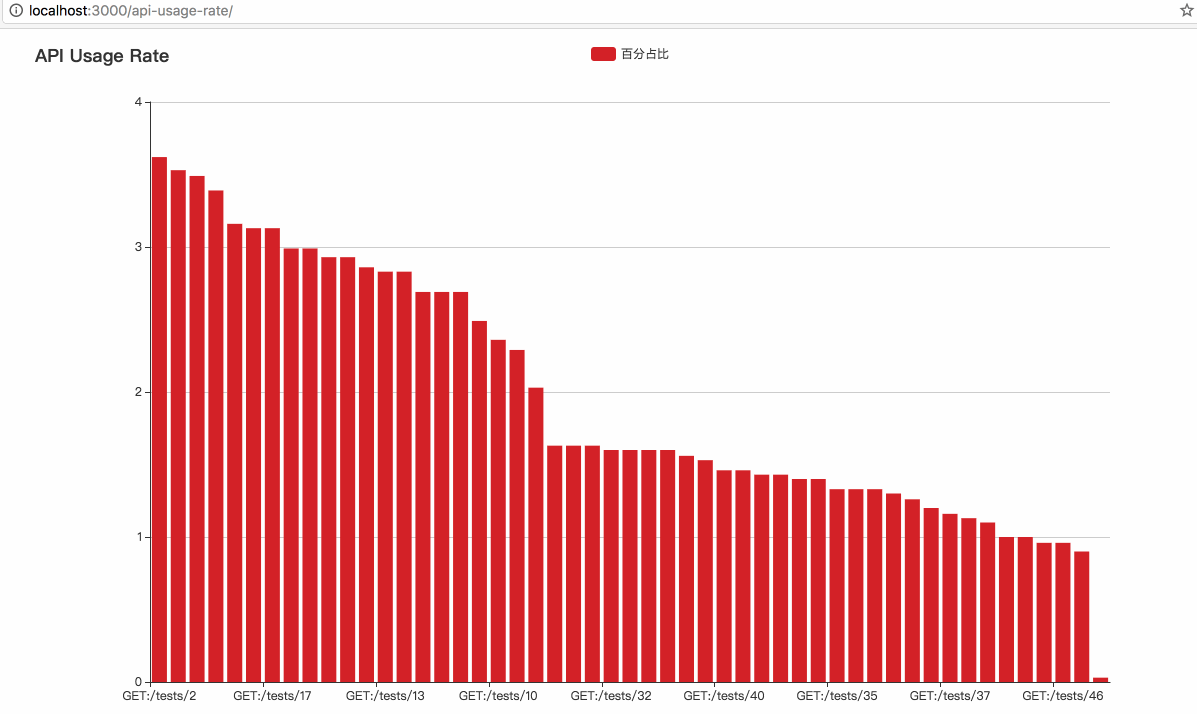 localhost:3000/api-usage-rate/
API Usage Rate
百分占比
4
3
2
1
0
GET:/tests/2 GET:/tests/17 GET:/tests/13 GET:/tests/10 GET:/tests/32 GET:/tests/40 GET:/tests/35 GET:/tests/37 GET:/tests/46